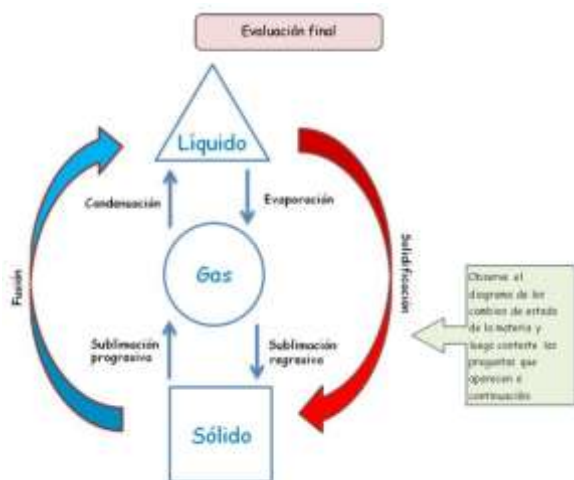 Evaluación final
Líquido
Condensación
Evaporación
Fusión
Solidificación
Gas
Sublimación
progresiva
Sublimación
regresiva
Sólido
Observe el
diagrama de los
cambios de estado
de la materia y
luego conteste las
preguntas que
aparecen a
continuación